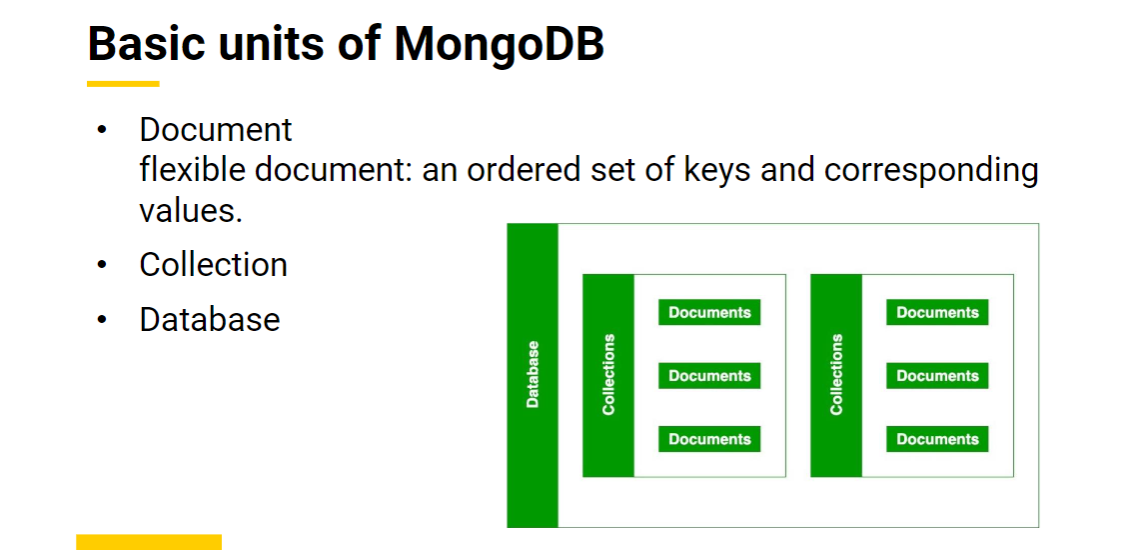 Basic units of MongoDB
• Document
flexible document: an ordered set of keys and corresponding
values.
• Collection
• Database
Database
Collections
Documents
Documents
Documents
Collections
Documents
Documents
Documents